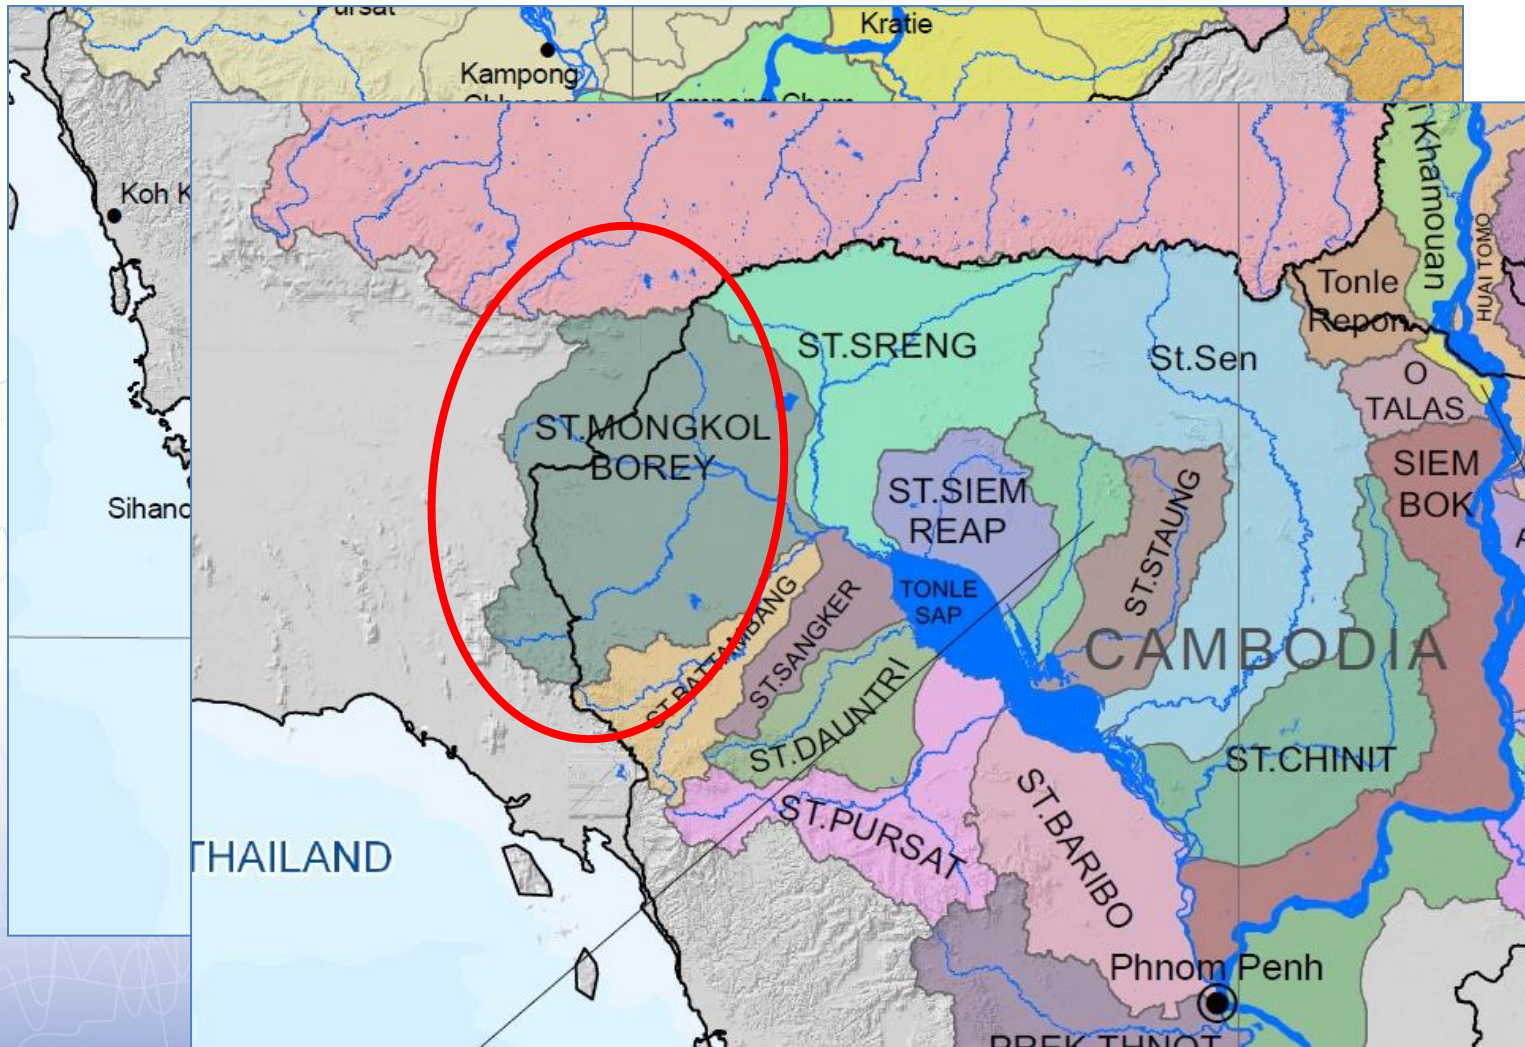 Kratie
Kampong
Koh K
Sihano
Khamouan
HUAI TOMO
Tonle
Repon
ST.SRENG
St.Sen
O
TALAS
ST.MONGKOL
BOREY
SIEM
BOK
ST.SIEM
REAP
ST.STAUNG
TONLE
SAP
ST.BATTAMBANG
ST.SANGKER
CAMBODIA
ST.DAUNTRI
ST.CHINIT
ST.PURSAT
ST.BARIBO
THAILAND
Phnom Penh
PREK THNOT